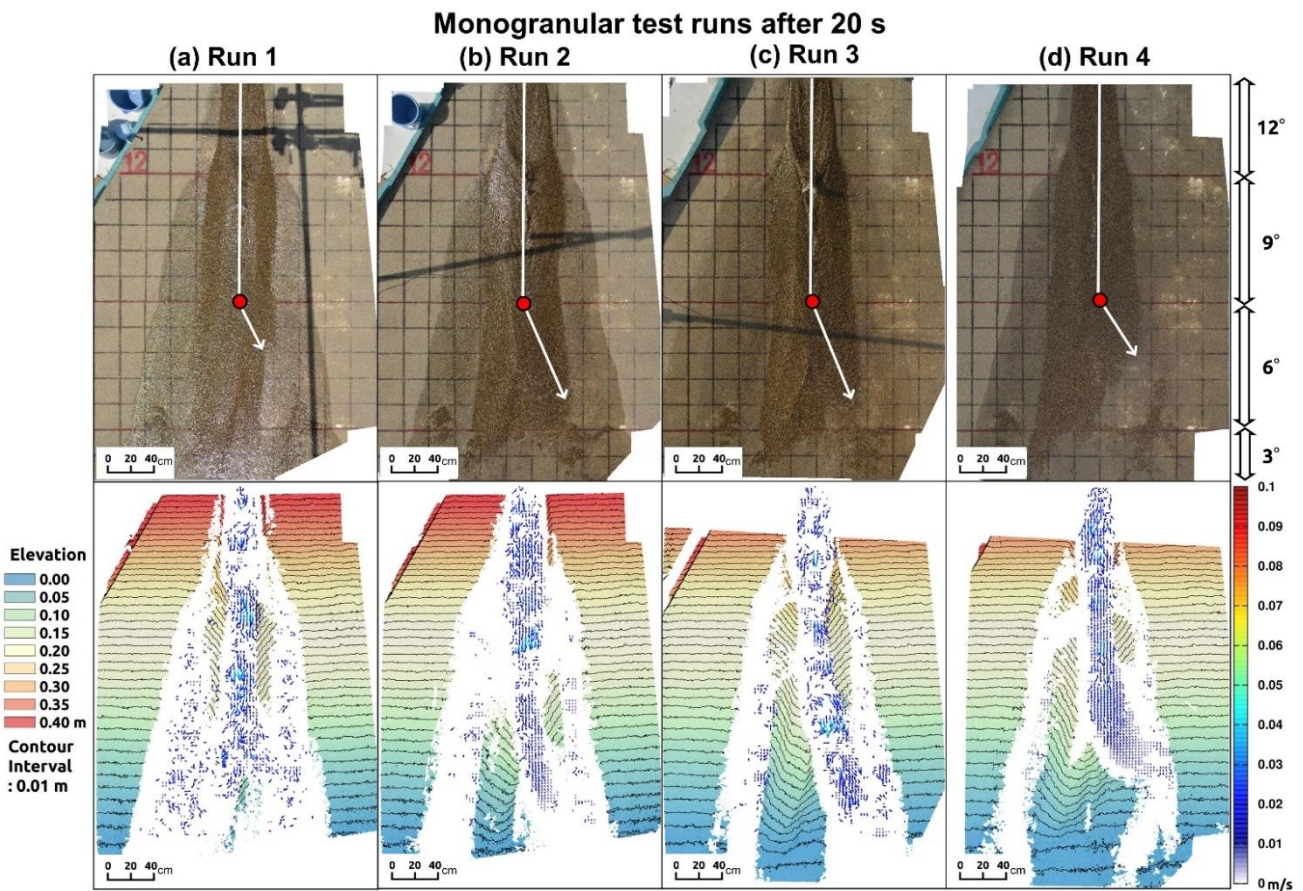 Monogranular test runs after 20 s
(a) Run 1
(b) Run 2
(c) Run 3
(d) Run 4
12
12
12
12
12°
9°
6°
3°
0 20 40cm
0 20 40cm
0 20 40cm
0 20 40cm
Elevation
0.00
0.05
0.10
0.15
0.20
0.25
0.30
0.35
0.40 m
Contour
Interval
: 0.01 m
0.1
0.09
0.08
0.07
0.06
0.05
0.04
0.03
0.02
0.01
0 m/s
0 20 40cm
0 20 40cm
0 20 40cm
0 20 40cm